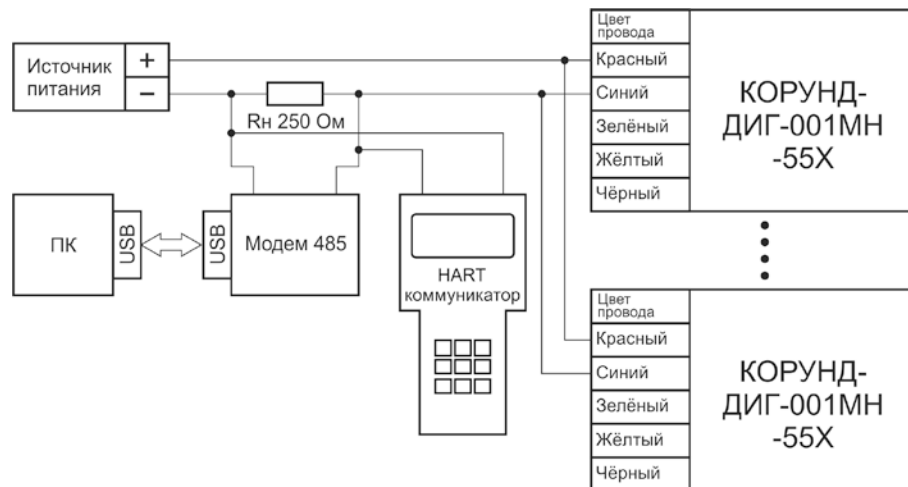 Источник
питания
+
−
Rн 250 Ом
ПК
USB
USB
Модем 485
HART
коммуникатор
Цвет
провода
Красный
Синий
Зелёный
Жёлтый
Чёрный
КОРУНД-
ДИГ-001МН
-55Х
Цвет
провода
Красный
Синий
Зелёный
Жёлтый
Чёрный
КОРУНД-
ДИГ-001МН
-55Х